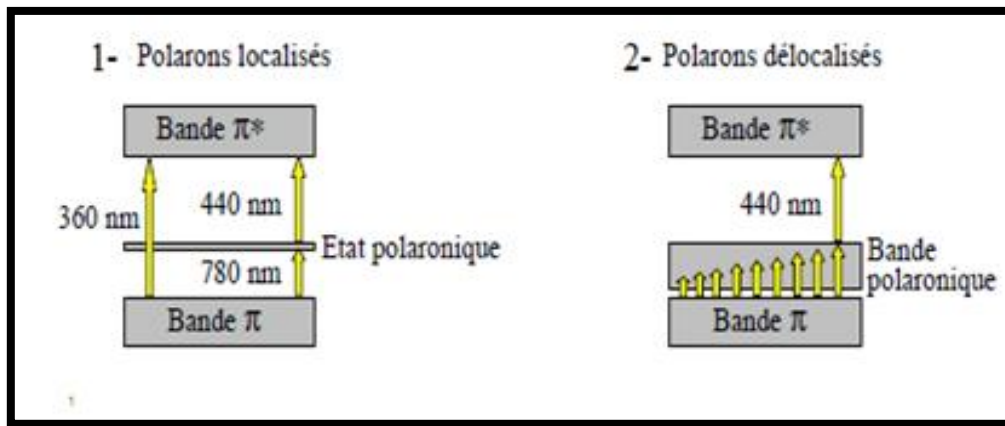 1- Polarons localisés
Bande π*
360 nm
440 nm
Etat polaronique
780 nm
Bande π
2- Polarons délocalisés
Bande π*
440 nm
Bande
polaronique
Bande π
1